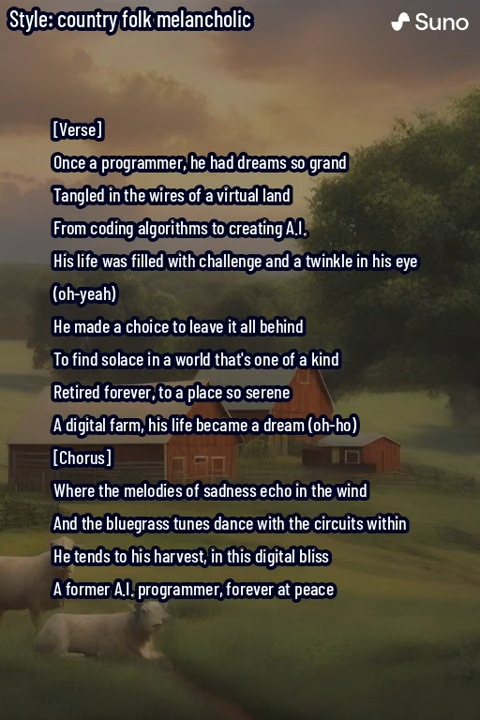 Style: country folk melancholic
Suno
[Verse]
Once a programmer, he had dreams so grand
Tangled in the wires of a virtual land
From coding algorithms to creating A.I.
His life was filled with challenge and a twinkle in his eye
(oh-yeah)
He made a choice to leave it all behind
To find solace in a world that's one of a kind
Retired forever, to a place so serene
A digital farm, his life became a dream (oh-ho)
[Chorus]
Where the melodies of sadness echo in the wind
And the bluegrass tunes dance with the circuits within
He tends to his harvest, in this digital bliss
A former A.I. programmer, forever at peace